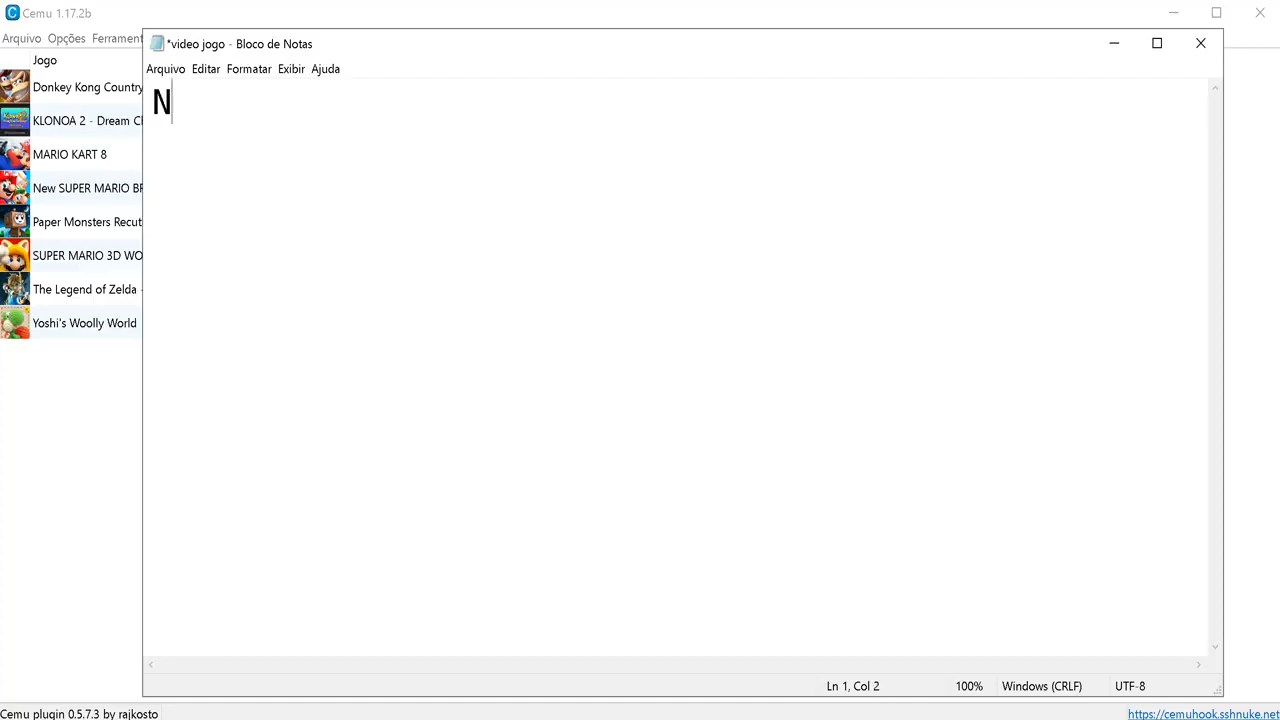 Cemu 1.17.2b
Arquivo Opções Ferrament
Jogo
Donkey Kong Country
KLONOA 2 - Dream Ch
MARIO KART 8
New SUPER MARIO BR
Paper Monsters Recut
SUPER MARIO 3D WO
The Legend of Zelda -
Yoshi's Woolly World
*video jogo - Bloco de Notas
Arquivo Editar Formatar Exibir Ajuda
N
Ln 1, Col 2 100% Windows (CRLF) UTF-8
Cemu plugin 0.5.7.3 by rajkosto
https://cemuhook.sshnuke.net